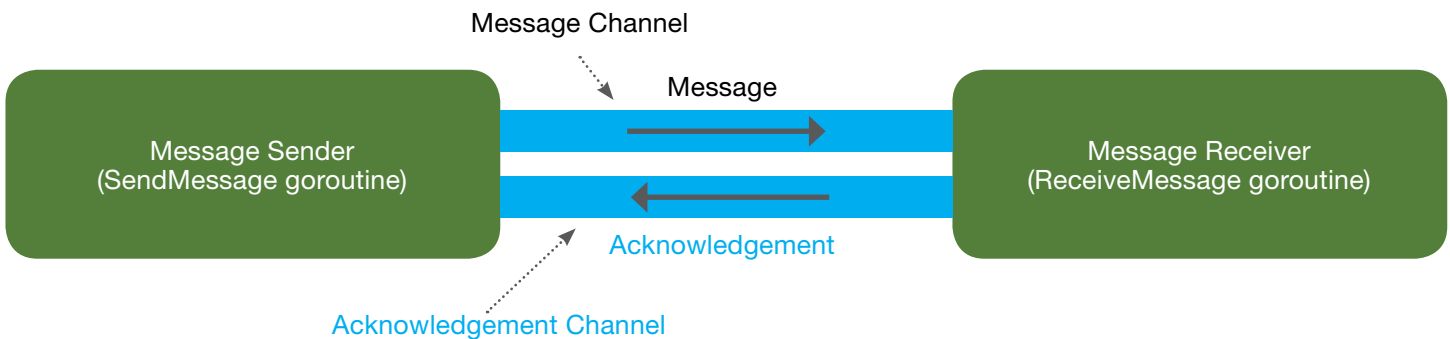 Message Channel
Message
Message Sender
(SendMessage goroutine)
Message Receiver
(ReceiveMessage goroutine)
Acknowledgement
Acknowledgement Channel